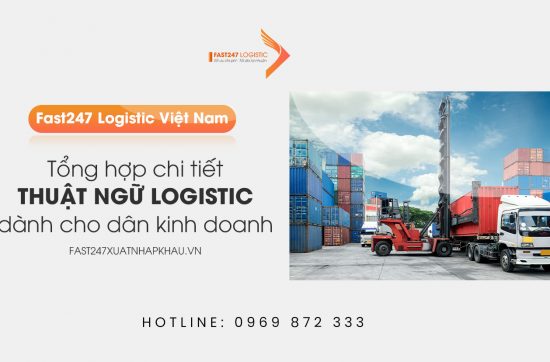 FAST247 LOGISTIC
Fast247 Logistic Việt Nam
Tổng hợp chi tiết
THUẬT NGỮ LOGISTIC
dành cho dân kinh doanh
FAST247XUATNHAPKHAU.VN
HOTLINE: 0969 872 333